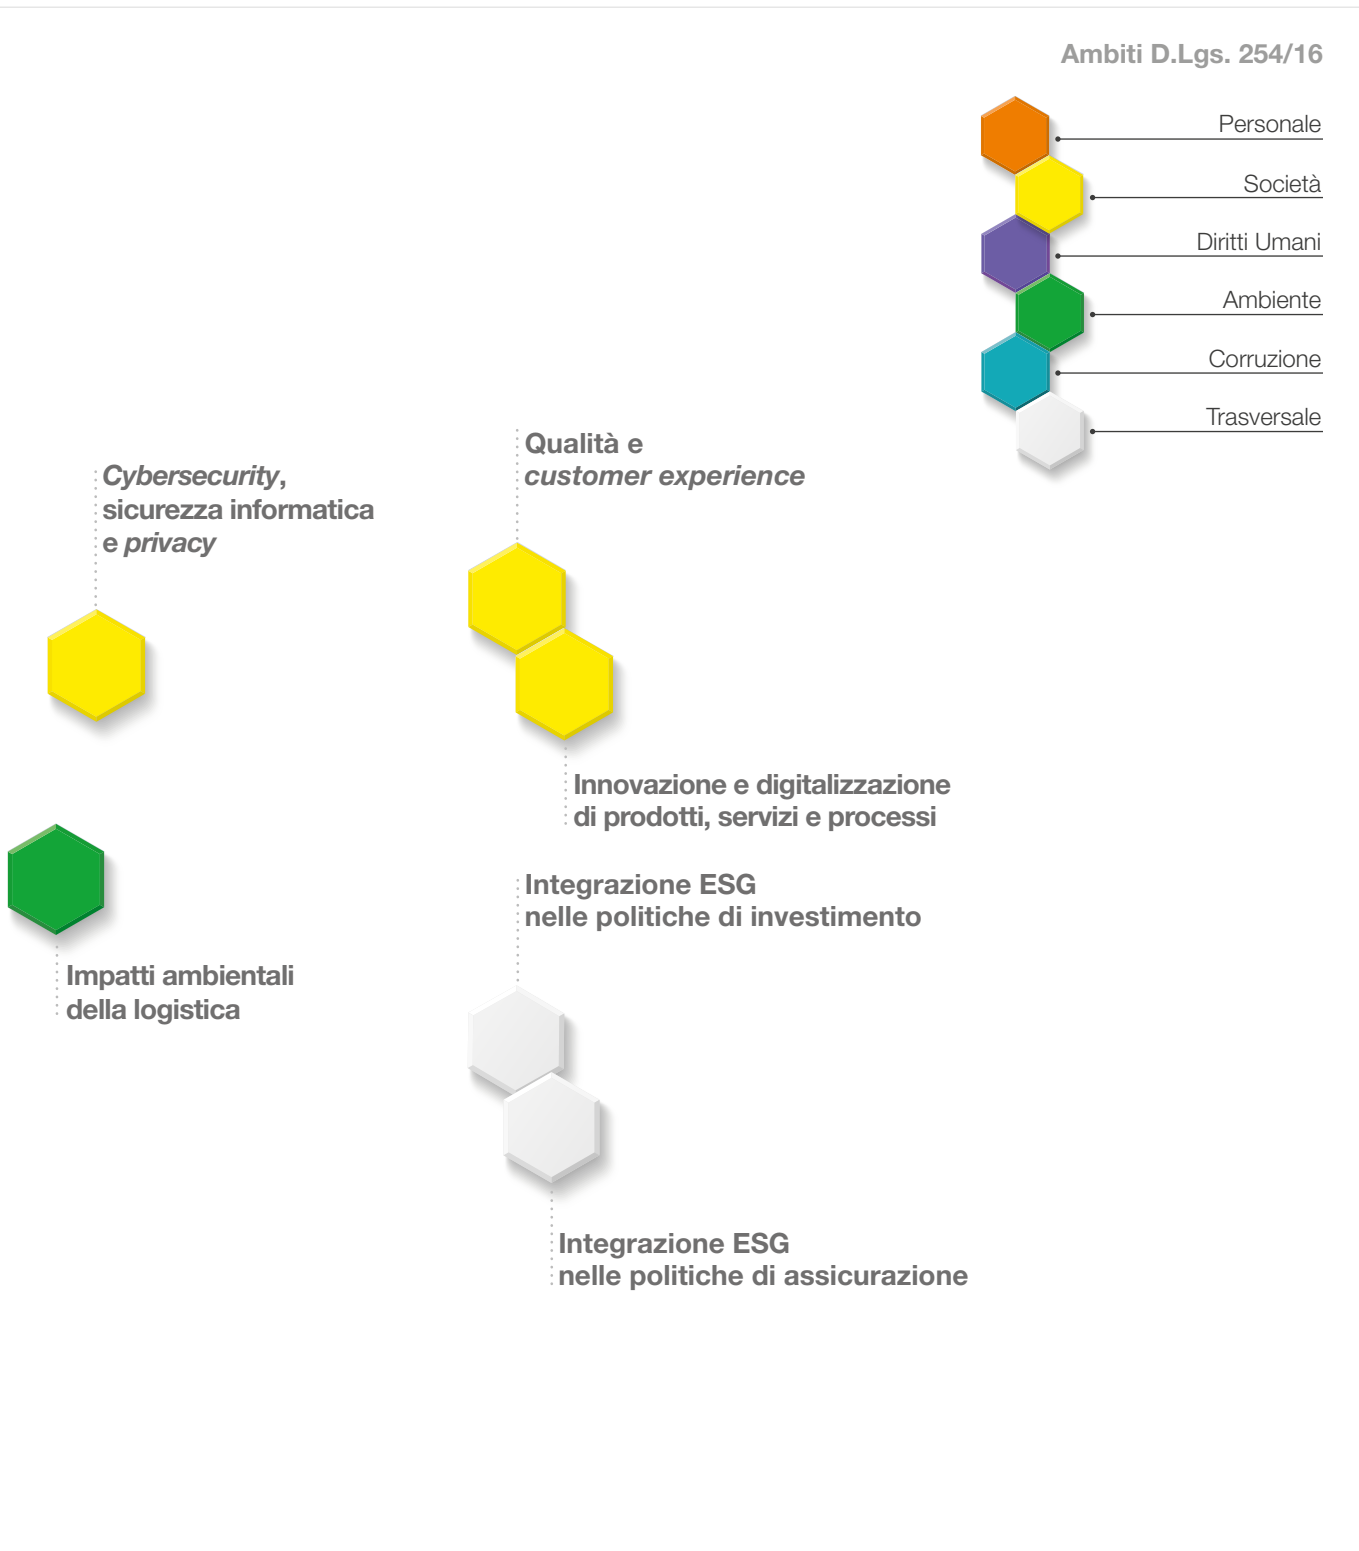 Ambiti D.Lgs. 254/16
Personale
Società
Diritti Umani
Ambiente
Corruzione
Trasversale
Qualità e
customer experience
Cybersecurity,
sicurezza informatica
e privacy
Innovazione e digitalizzazione
di prodotti, servizi e processi
Integrazione ESG
nelle politiche di investimento
Impatti ambientali
della logistica
Integrazione ESG
nelle politiche di assicurazione